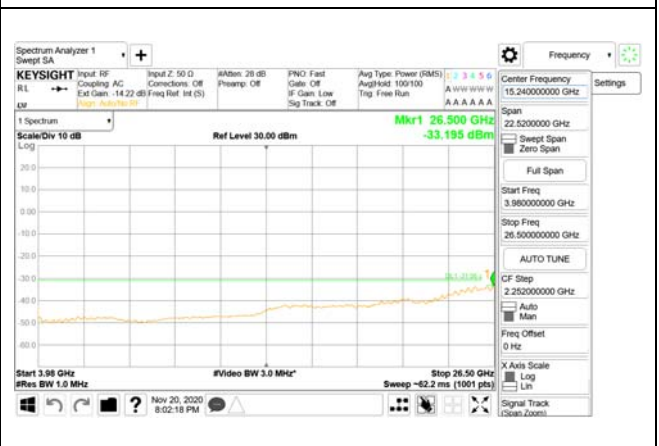 Spectrum Analyzer 1
Swept SA
Frequency
KEYSIGHT
RL
Input: RF
Coupling: AC
Ext Gain: -14.22 dB
Align: Auto/No RF
Input Z: 50 Ω
Corrections: Off
Freq Ref: Int (S)
#Atten: 28 dB
Preamp: Off
PNO: Fast
Gate: Off
IF Gain: Low
Sig Track: Off
Avg Type: Power (RMS)
Avg|Hold: 100/100
Trig: Free Run
1 2 3 4 5 6
A W W W W W
A A A A A A
1 Spectrum
Mkr1 26.500 GHz
-33.195 dBm
Scale/Div 10 dB
Ref Level 30.00 dBm
Log
20.0
10.0
0.00
-10.0
-20.0
-30.0
-40.0
-50.0
-60.0
1
Start 3.98 GHz
#Video BW 3.0 MHz*
Stop 26.50 GHz
#Res BW 1.0 MHz
Sweep ~62.2 ms (1001 pts)
Nov 20, 2020
8:02:18 PM
Center Frequency
15.240000000 GHz
Settings
Span
22.5200000 GHz
Swept Span
Zero Span
Full Span
Start Freq
3.980000000 GHz
Stop Freq
26.500000000 GHz
AUTO TUNE
CF Step
2.252000000 GHz
Auto
Man
Freq Offset
0 Hz
X Axis Scale
Log
Lin
Signal Track
(Span Zoom)